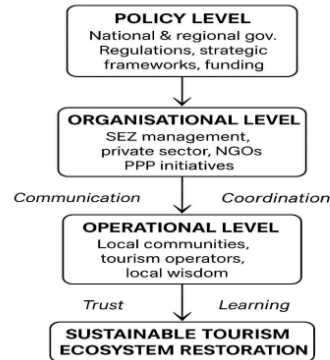 POLICY LEVEL
National & regional gov.
Regulations, strategic
frameworks, funding
ORGANISATIONAL LEVEL
SEZ management,
private sector, NGOs
PPP initiatives
Communication Coordination
OPERATIONAL LEVEL
Local communities,
tourism operators,
local wisdom
Trust Learning
SUSTAINABLE TOURISM
ECOSYSTEM RESTORATION